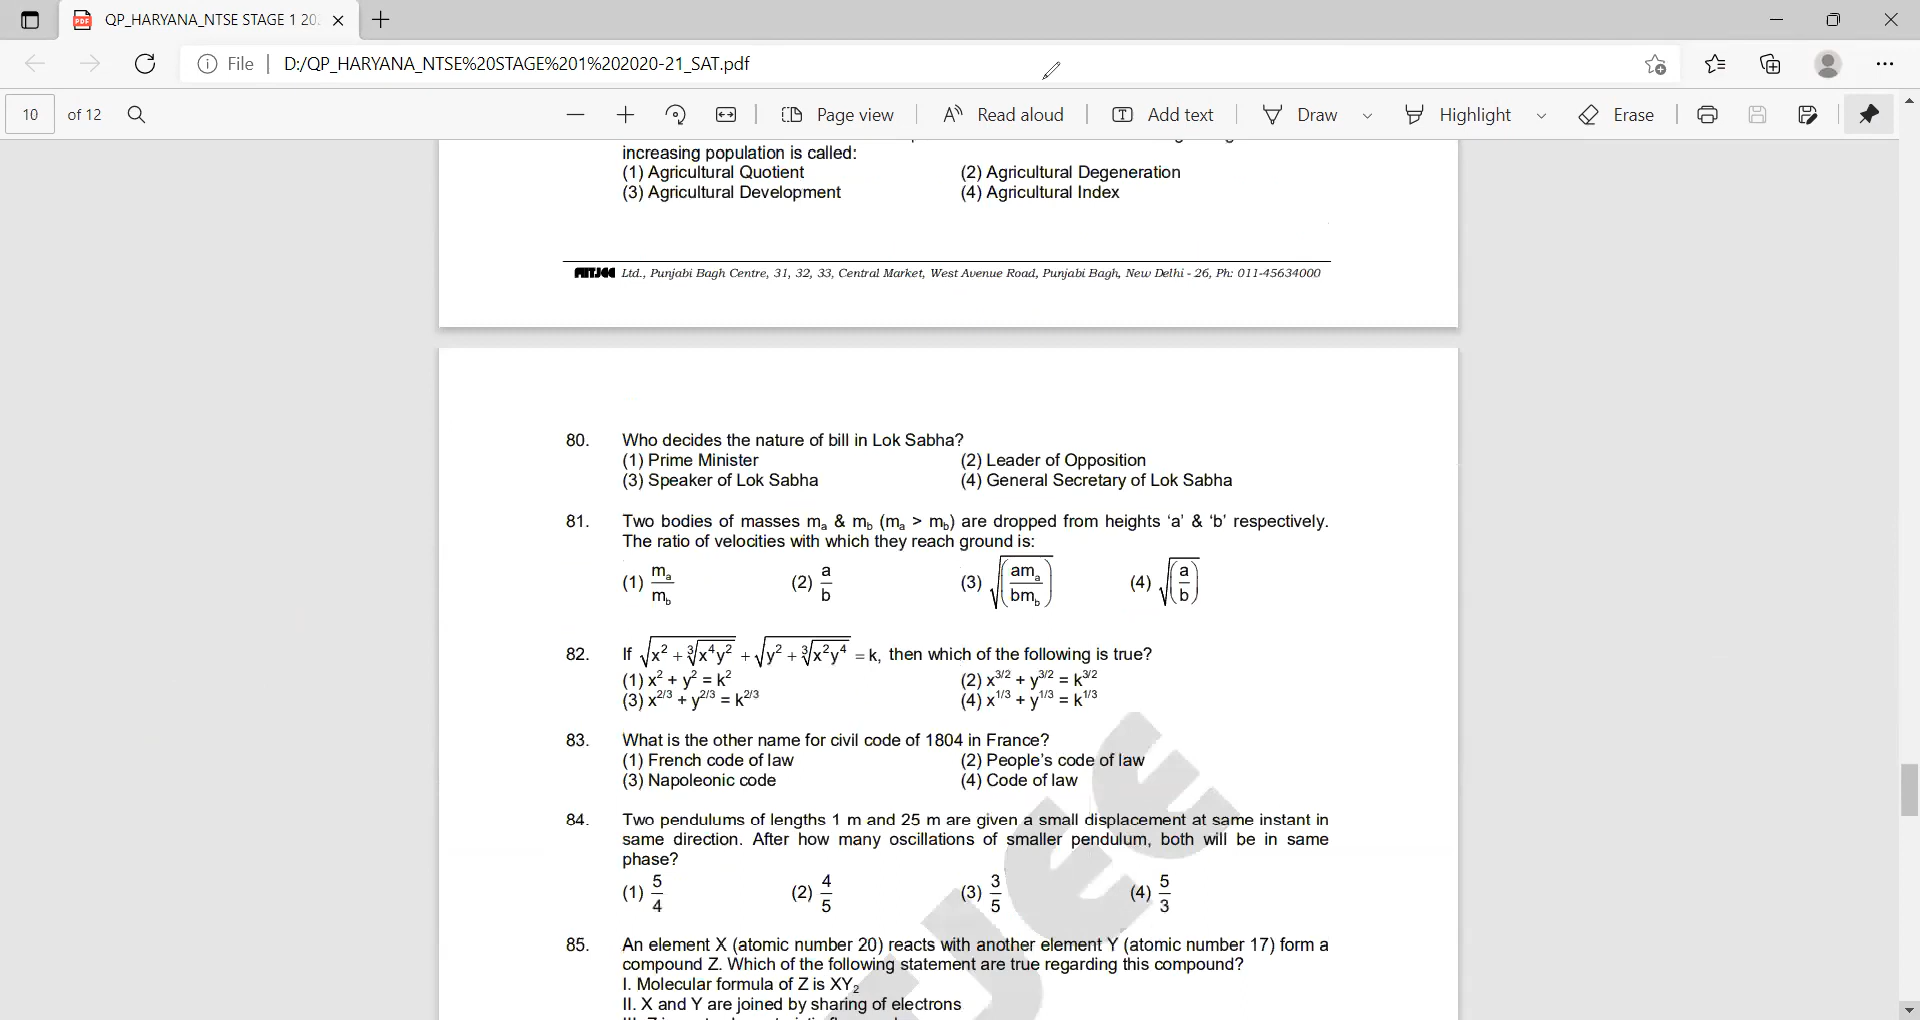 QP_HARYANA_NTSE STAGE 1 20
File D:/QP_HARYANA_NTSE%20STAGE%201%202020-21_SAT.pdf
10 of 12 Page view Read aloud Add text Draw Highlight Erase
increasing population is called:
(1) Agricultural Quotient (2) Agricultural Degeneration
(3) Agricultural Development (4) Agricultural Index
FIITJEE Ltd., Punjabi Bagh Centre, 31, 32, 33, Central Market, West Avenue Road, Punjabi Bagh, New Delhi - 26, Ph: 011-45634000
80. Who decides the nature of bill in Lok Sabha?
(1) Prime Minister (2) Leader of Opposition
(3) Speaker of Lok Sabha (4) General Secretary of Lok Sabha
81. Two bodies of masses mₐ & m_b (mₐ > m_b) are dropped from heights ‘a’ & ‘b’ respectively.
The ratio of velocities with which they reach ground is:
(1) mₐ/m_b (2) a/b (3) √(amₐ/bm_b) (4) √(a/b)
82. If √(x² + ∛(x⁴y²)) + √(y² + ∛(x²y⁴)) = k, then which of the following is true?
(1) x² + y² = k² (2) x^3/2 + y^3/2 = k^3/2
(3) x^2/3 + y^2/3 = k^2/3 (4) x^1/3 + y^1/3 = k^1/3
83. What is the other name for civil code of 1804 in France?
(1) French code of law (2) People’s code of law
(3) Napoleonic code (4) Code of law
84. Two pendulums of lengths 1 m and 25 m are given a small displacement at same instant in
same direction. After how many oscillations of smaller pendulum, both will be in same
phase?
(1) 5/4 (2) 4/5 (3) 3/5 (4) 5/3
85. An element X (atomic number 20) reacts with another element Y (atomic number 17) form a
compound Z. Which of the following statement are true regarding this compound?
I. Molecular formula of Z is XY₂
II. X and Y are joined by sharing of electrons